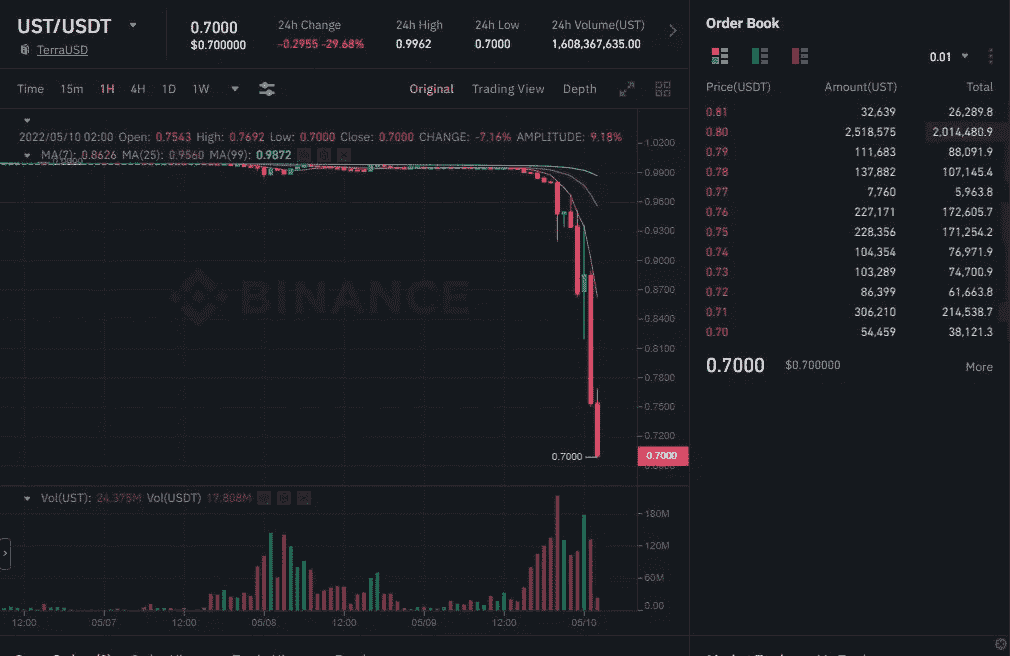 UST/USDT
TerraUSD
0.7000
$0.700000
24h Change
-0.2955 -29.68%
24h High
0.9962
24h Low
0.7000
24h Volume(UST)
1,608,367,635.00
Time 15m 1H 4H 1D 1W
Original Trading View Depth
2022/05/10 02:00 Open: 0.7543 High: 0.7692 Low: 0.7000 Close: 0.7000 CHANGE: -7.16% AMPLITUDE: 9.18%
MA(7): 0.8626 MA(25): 0.9560 MA(99): 0.9872
1.0200
0.9900
0.9600
0.9300
0.9000
0.8700
0.8400
0.8100
0.7800
0.7500
0.7200
0.7000
0.7000
BINANCE
Vol(UST): 24.375M Vol(USDT) 17.808M
180M
120M
60M
0.00
12:00 05/07 12:00 05/08 12:00 05/09 12:00 05/10
Order Book
0.01
Price(USDT) Amount(UST) Total
0.81 32,639 26,289.8
0.80 2,518,575 2,014,480.9
0.79 111,683 88,091.9
0.78 137,882 107,145.4
0.77 7,760 5,963.8
0.76 227,171 172,605.7
0.75 228,356 171,254.2
0.74 104,354 76,971.9
0.73 103,289 74,700.9
0.72 86,399 61,663.8
0.71 306,210 214,538.7
0.70 54,459 38,121.3
0.7000 $0.700000 More